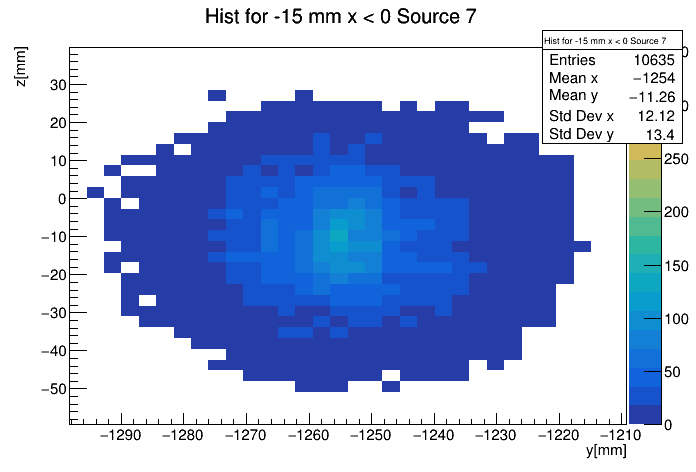 Hist for -15 mm x < 0 Source 7
z[mm]
Hist for -15 mm x < 0 Source 7
Entries 10635
Mean x −1254
Mean y −11.26
Std Dev x 12.12
Std Dev y 13.4
30
20
10
0
−10
−20
−30
−40
−50
0
0
250
200
150
100
50
0
−1290 −1280 −1270 −1260 −1250 −1240 −1230 −1210
y[mm]